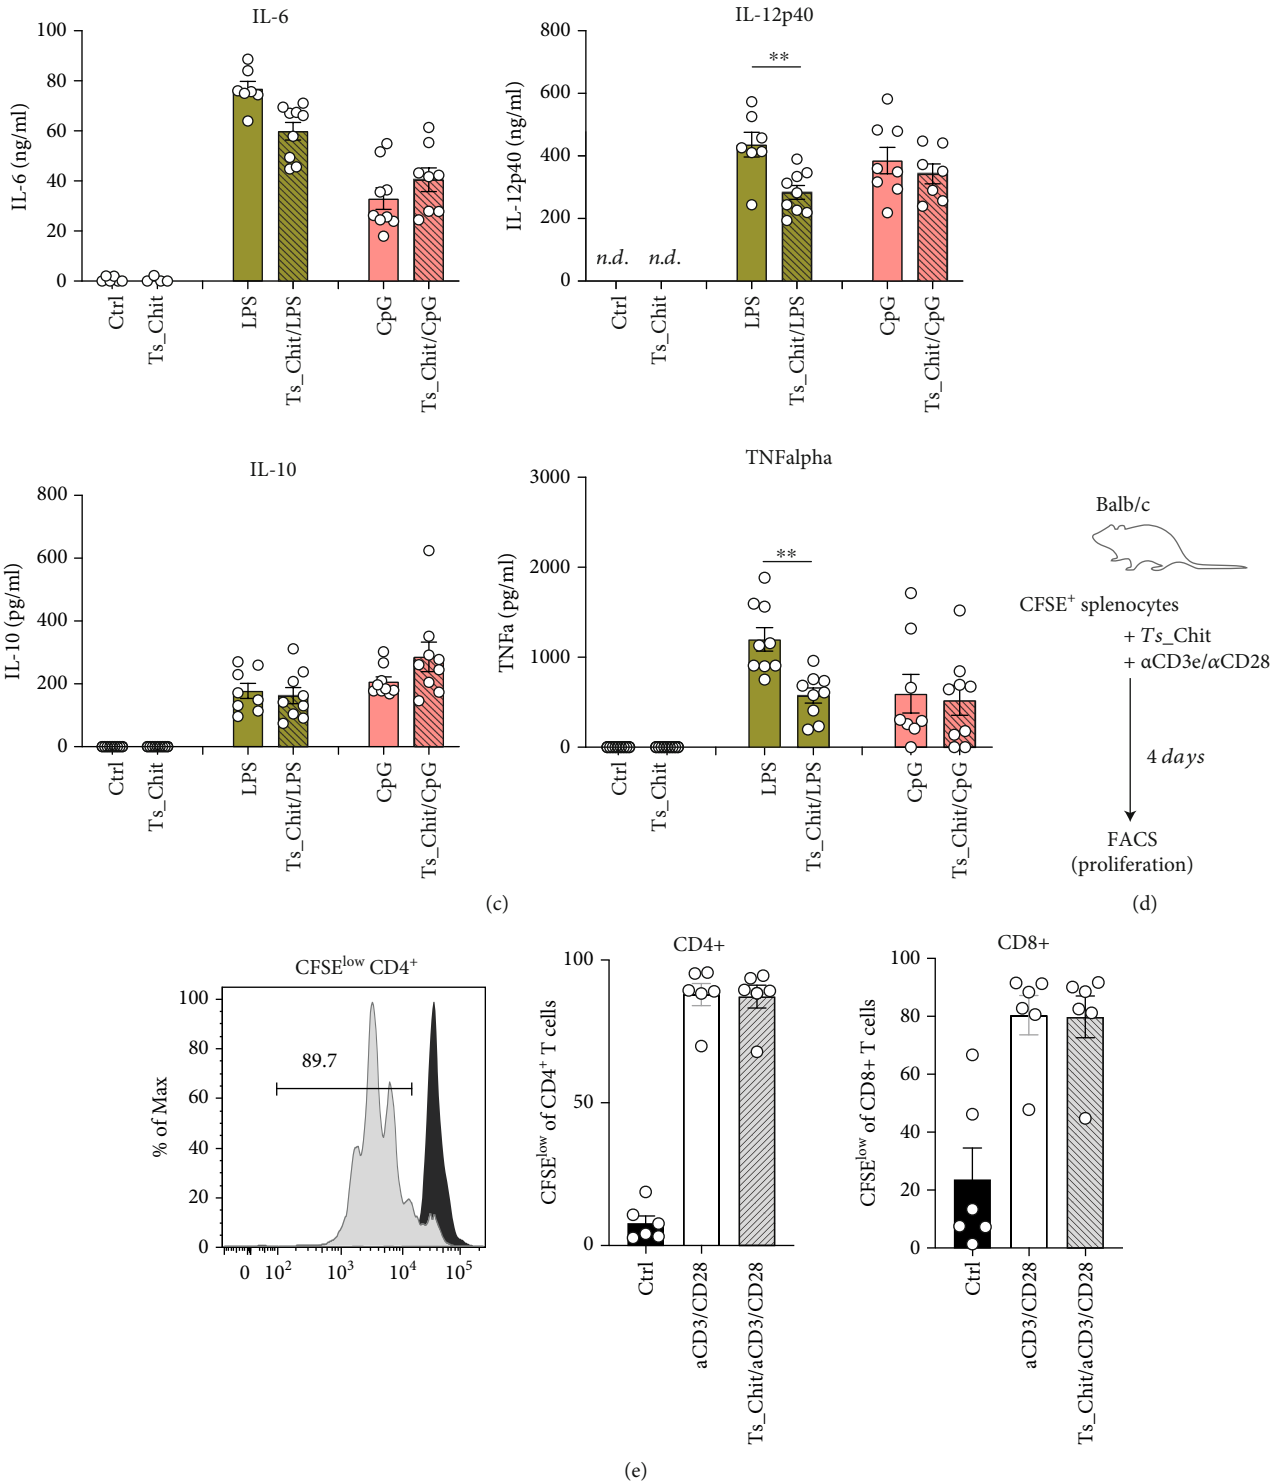 IL-6
IL-6 (ng/ml)
100
80
60
40
20
0
Ctrl
Ts_Chit
LPS
Ts_Chit/LPS
CpG
Ts_Chit/CpG
IL-12p40
IL-12p40 (ng/ml)
800
600
400
200
0
**
n.d.
n.d.
Ctrl
Ts_Chit
LPS
Ts_Chit/LPS
CpG
Ts_Chit/CpG
IL-10
IL-10 (pg/ml)
800
600
400
200
0
Ctrl
Ts_Chit
LPS
Ts_Chit/LPS
CpG
Ts_Chit/CpG
TNFalpha
TNFa (pg/ml)
3000
2000
1000
0
**
Ctrl
Ts_Chit
LPS
Ts_Chit/LPS
CpG
Ts_Chit/CpG
(c)
Balb/c
CFSE⁺ splenocytes
+ Ts_Chit
+ αCD3e/αCD28
4 days
FACS
(proliferation)
(d)
CFSE^low CD4⁺
% of Max
100
80
60
40
20
0
89.7
0 10² 10³ 10⁴ 10⁵
CD4+
CFSE^low of CD4⁺ T cells
100
50
0
Ctrl
aCD3/CD28
Ts_Chit/aCD3/CD28
CD8+
CFSE^low of CD8+ T cells
100
80
60
40
20
0
Ctrl
aCD3/CD28
Ts_Chit/aCD3/CD28
(e)